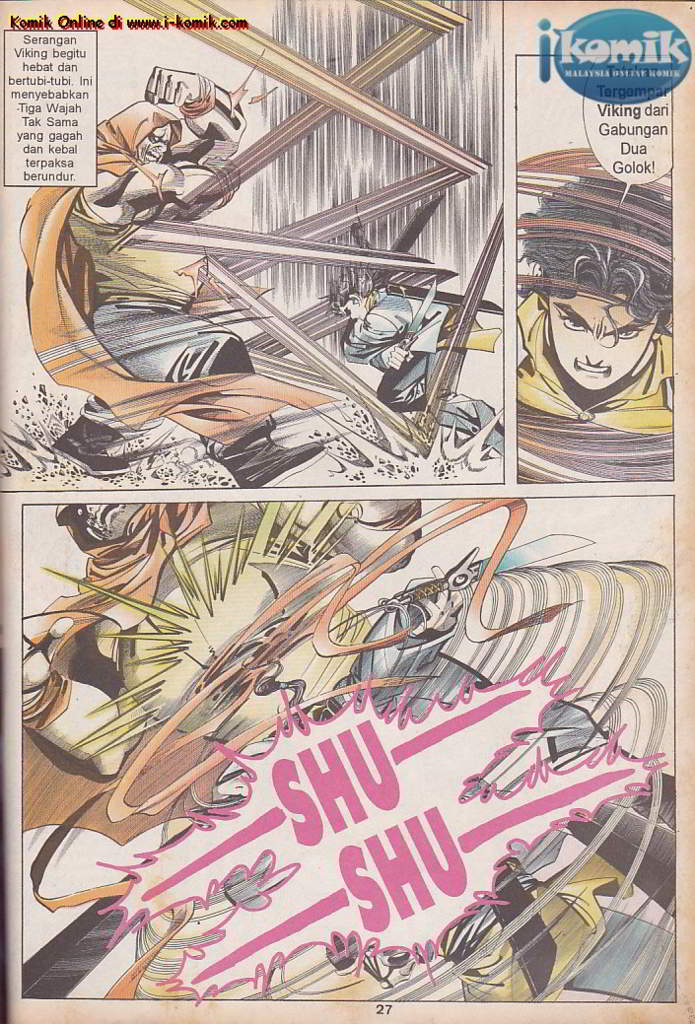 Komik Online di www.i-komik.com
Serangan
Viking begitu
hebat dan
bertubi-tubi. Ini
menyebabkan
Tiga Wajah
Tak Sama
yang gagah
dan kebal
terpaksa
berundur.
ikomik
MALAYSIA ONLINE KOMIK
Tergempar
Viking dari
Gabungan
Dua
Golok!
SHU
SHU
27